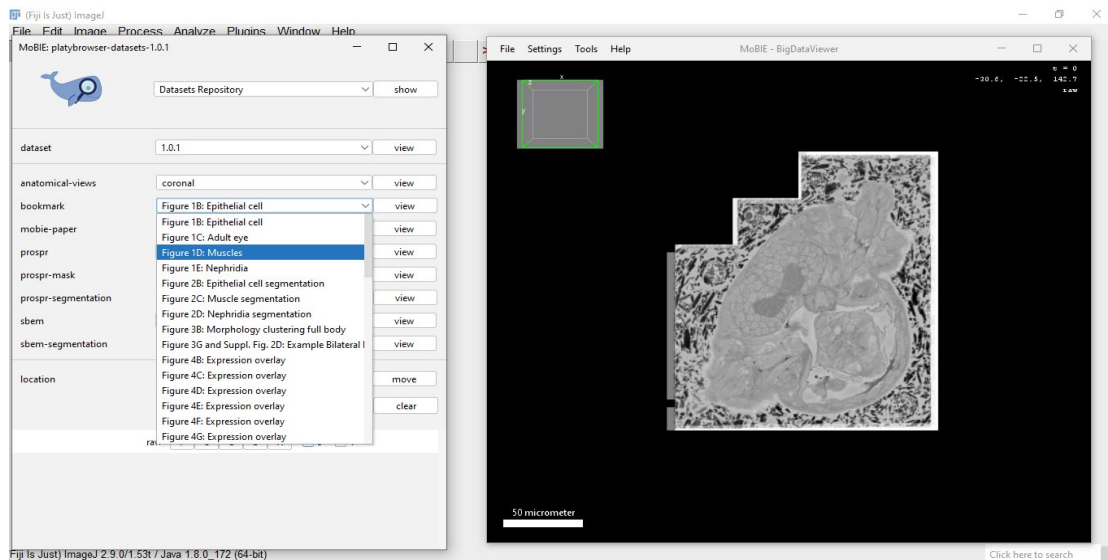 (Fiji Is Just) ImageJ
File Edit Image Process Analyze Plugins Window Help
MoBIE: platybrowser-datasets-1.0.1
Datasets Repository show
dataset 1.0.1 view
anatomical-views coronal view
bookmark Figure 1B: Epithelial cell view
Figure 1B: Epithelial cell
mobie-paper Figure 1C: Adult eye view
prospr Figure 1D: Muscles view
Figure 1E: Nephridia
prospr-mask view
Figure 2B: Epithelial cell segmentation
prospr-segmentation Figure 2C: Muscle segmentation view
Figure 2D: Nephridia segmentation
sbem view
Figure 3B: Morphology clustering full body
sbem-segmentation Figure 3G and Suppl. Fig. 2D: Example Bilateral view
Figure 4B: Expression overlay
Figure 4C: Expression overlay
location move
Figure 4D: Expression overlay
Figure 4E: Expression overlay clear
Figure 4F: Expression overlay
Figure 4G: Expression overlay
Fiji Is Just) ImageJ 2.9.0/1.53t / Java 1.8.0_172 (64-bit)
File Settings Tools Help MoBIE - BigDataViewer
x
z
y
t = 0
raw
50 micrometer
Click here to search